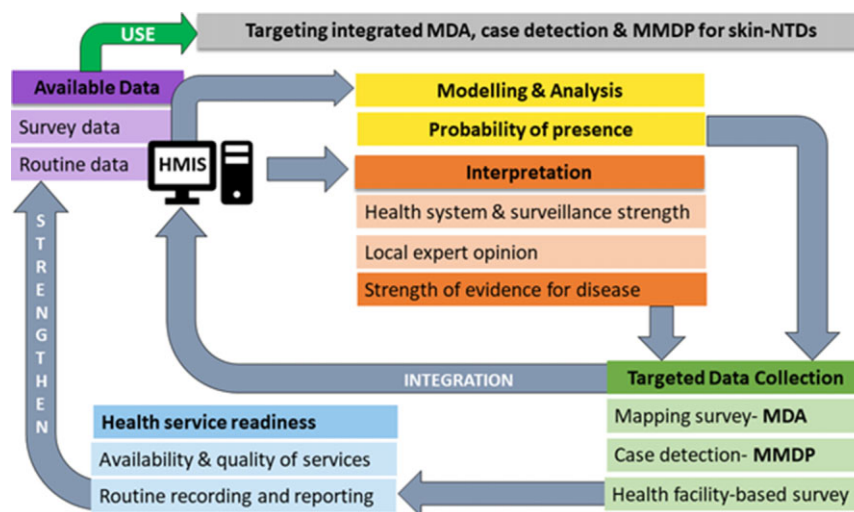 USE
Targeting integrated MDA, case detection & MMDP for skin-NTDs
Available Data
Survey data
Routine data
HMIS
Modelling & Analysis
Probability of presence
Interpretation
Health system & surveillance strength
Local expert opinion
Strength of evidence for disease
STRENGTHEN
INTEGRATION
Targeted Data Collection
Mapping survey- MDA
Case detection- MMDP
Health facility-based survey
Health service readiness
Availability & quality of services
Routine recording and reporting